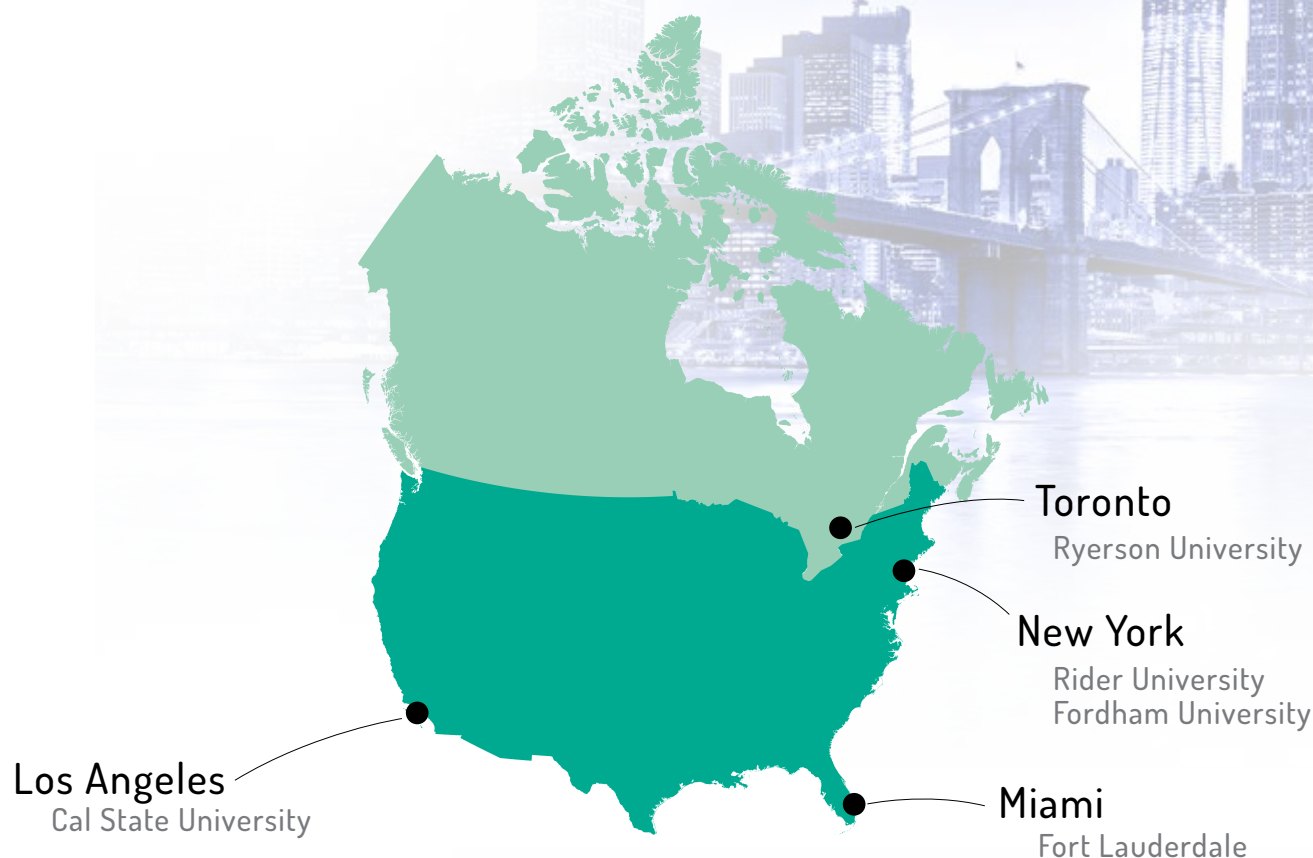 Toronto
Ryerson University
New York
Rider University
Fordham University
Los Angeles
Cal State University
Miami
Fort Lauderdale